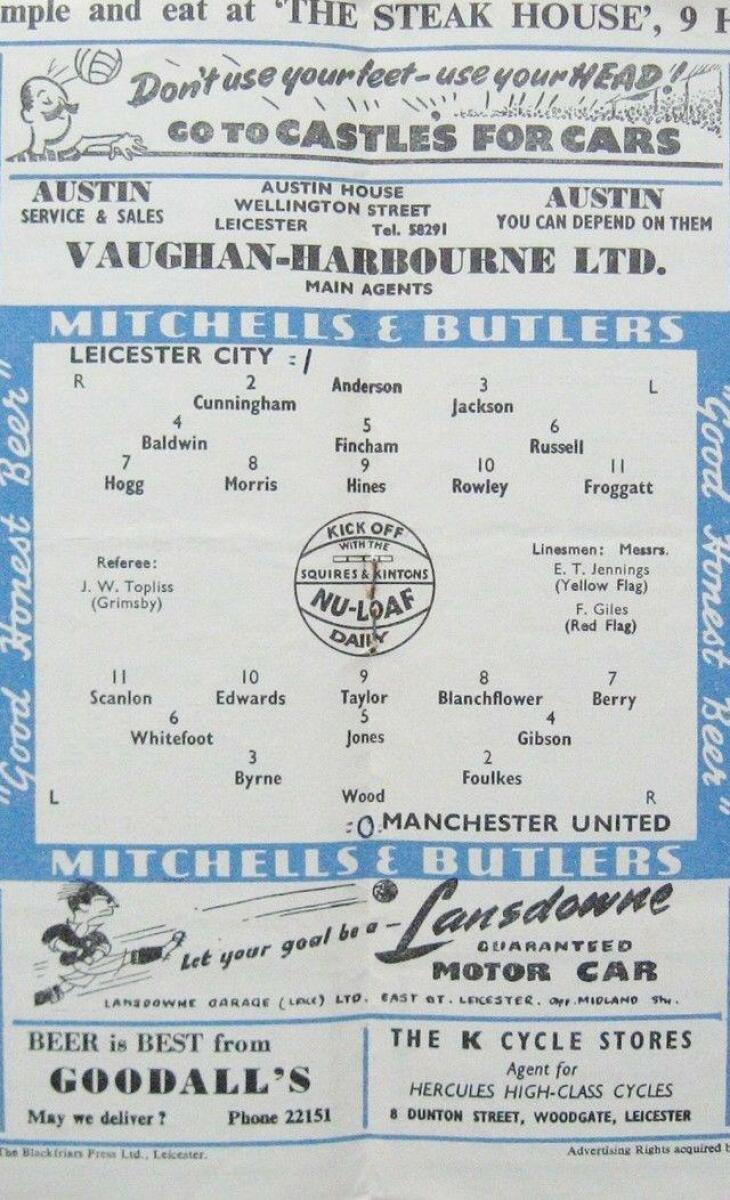 mple and eat at 'THE STEAK HOUSE', 9 H
Don't use your feet - use your HEAD!!
GO TO CASTLES FOR CARS
AUSTIN
SERVICE & SALES
AUSTIN HOUSE
WELLINGTON STREET
LEICESTER Tel. 58291
AUSTIN
YOU CAN DEPEND ON THEM
VAUGHAN-HARBOURNE LTD.
MAIN AGENTS
MITCHELLS & BUTLERS
"Good Honest Beer"
LEICESTER CITY :1
R 2 Anderson 3 L
Cunningham Jackson
4 5 6
Baldwin Fincham Russell
7 8 9 10 11
Hogg Morris Hines Rowley Froggatt
Referee:
J. W. Topliss
(Grimsby)
KICK OFF
WITH THE
SQUIRES & KINTONS
NU-LOAF
DAILY
Linesmen: Messrs.
E. T. Jennings
(Yellow Flag)
F. Giles
(Red Flag)
11 10 9 8 7
Scanlon Edwards Taylor Blanchflower Berry
6 5 4
Whitefoot Jones Gibson
3 2
Byrne Foulkes
L Wood R
:0. MANCHESTER UNITED
"Good Honest Beer"
MITCHELLS & BUTLERS
Let your goal be a - Lansdowne
GUARANTEED
MOTOR CAR
LANSDOWNE GARAGE (LEIC) LTD. EAST ST. LEICESTER. opp. MIDLAND Stn.
BEER is BEST from
GOODALL'S
May we deliver? Phone 22151
THE K CYCLE STORES
Agent for
HERCULES HIGH-CLASS CYCLES
8 DUNTON STREET, WOODGATE, LEICESTER
The Blackfriars Press Ltd., Leicester.
Advertising Rights acquired b